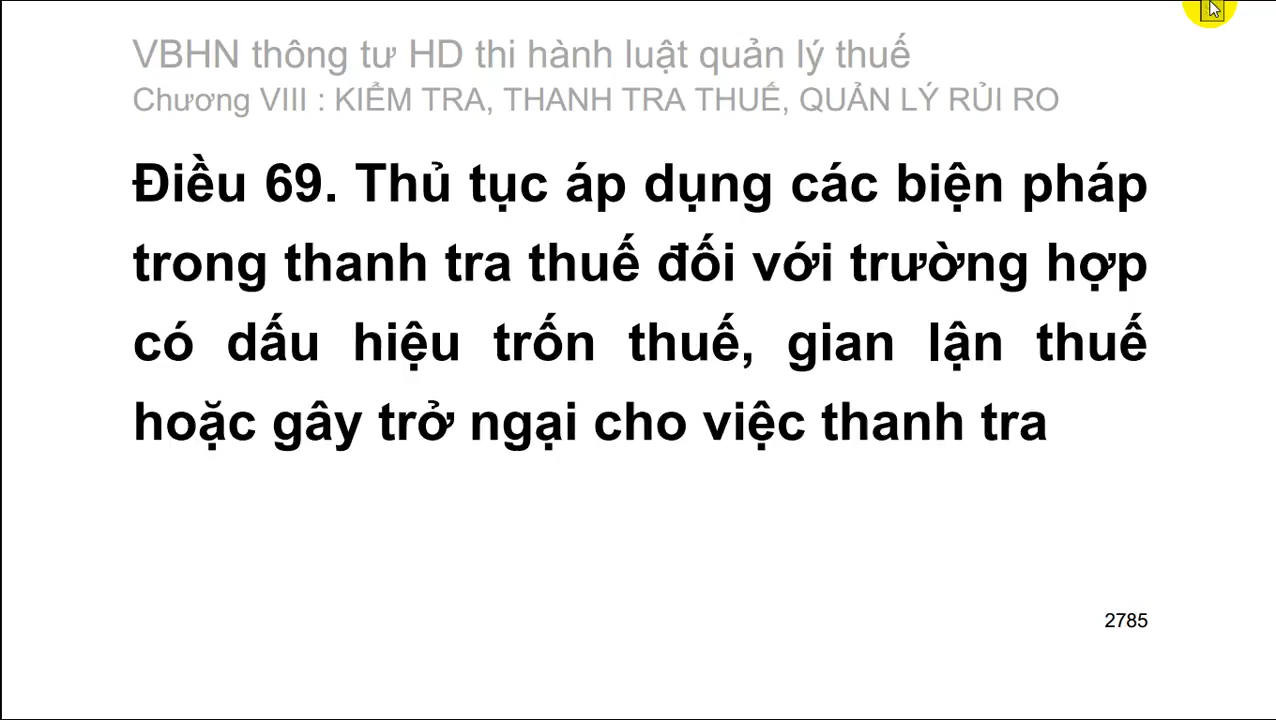 VBHN thông tư HD thi hành luật quản lý thuế
Chương VIII : KIỂM TRA, THANH TRA THUẾ, QUẢN LÝ RỦI RO
Điều 69. Thủ tục áp dụng các biện pháp
trong thanh tra thuế đối với trường hợp
có dấu hiệu trốn thuế, gian lận thuế
hoặc gây trở ngại cho việc thanh tra
2785